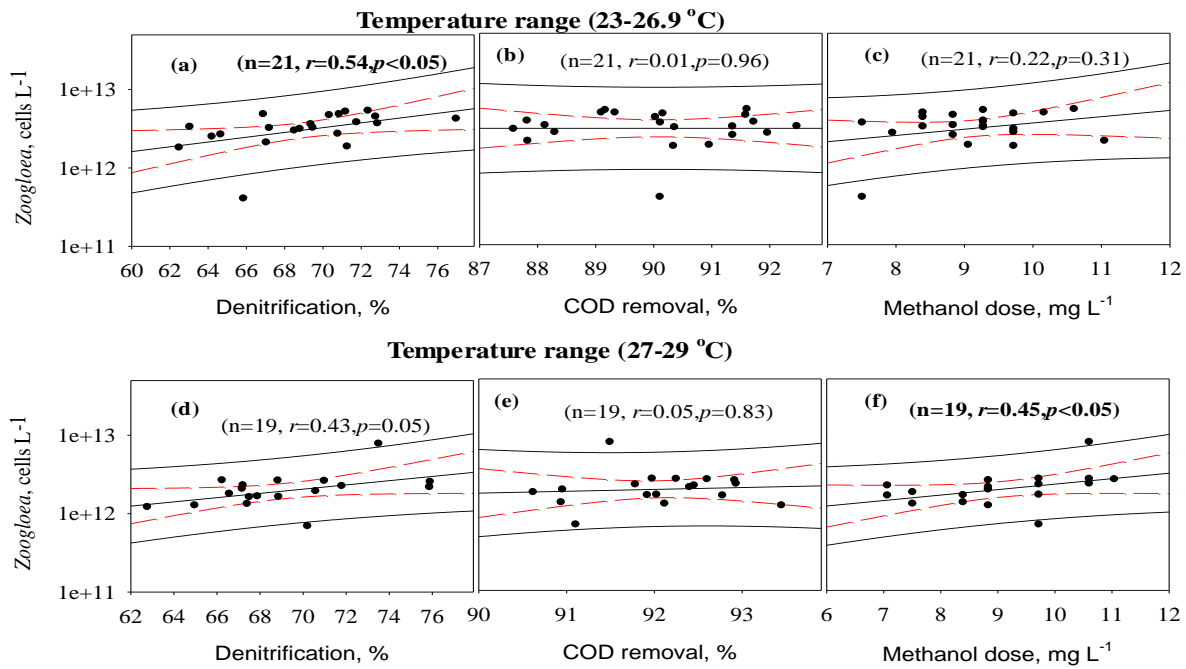 Temperature range (23-26.9 °C)
(a) (n=21, r=0.54,p<0.05)
(b) (n=21, r=0.01,p=0.96)
(c) (n=21, r=0.22,p=0.31)
Zoogloea, cells L-1
1e+13
1e+12
1e+11
60 62 64 66 68 70 72 74 76 87 88 89 90 91 92 7 8 9 10 11 12
Denitrification, % COD removal, % Methanol dose, mg L-1
Temperature range (27-29 °C)
(d) (n=19, r=0.43,p=0.05)
(e) (n=19, r=0.05,p=0.83)
(f) (n=19, r=0.45,p<0.05)
Zoogloea, cells L-1
1e+13
1e+12
1e+11
62 64 66 68 70 72 74 76 90 91 92 93 6 7 8 9 10 11 12
Denitrification, % COD removal, % Methanol dose, mg L-1